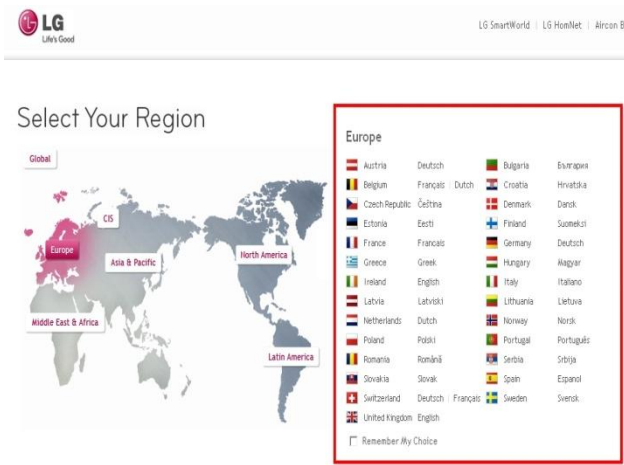 LG
Life's Good
LG SmartWorld | LG HomNet | Aircon B
Select Your Region
Global
CIS
Europe
Asia & Pacific
North America
Middle East & Africa
Latin America
Europe
Austria Deutsch Bulgaria България
Belgium Français | Dutch Croatia Hrvatska
Czech Republic Čeština Denmark Dansk
Estonia Eesti Finland Suomeksi
France Francais Germany Deutsch
Greece Greek Hungary Magyar
Ireland English Italy Italiano
Latvia Latviski Lithuania Lietuva
Netherlands Dutch Norway Norsk
Poland Polski Portugal Português
Romania Română Serbia Srbija
Slovakia Slovak Spain Espanol
Switzerland Deutsch | Français Sweden Svensk
United Kingdom English
Remember My Choice